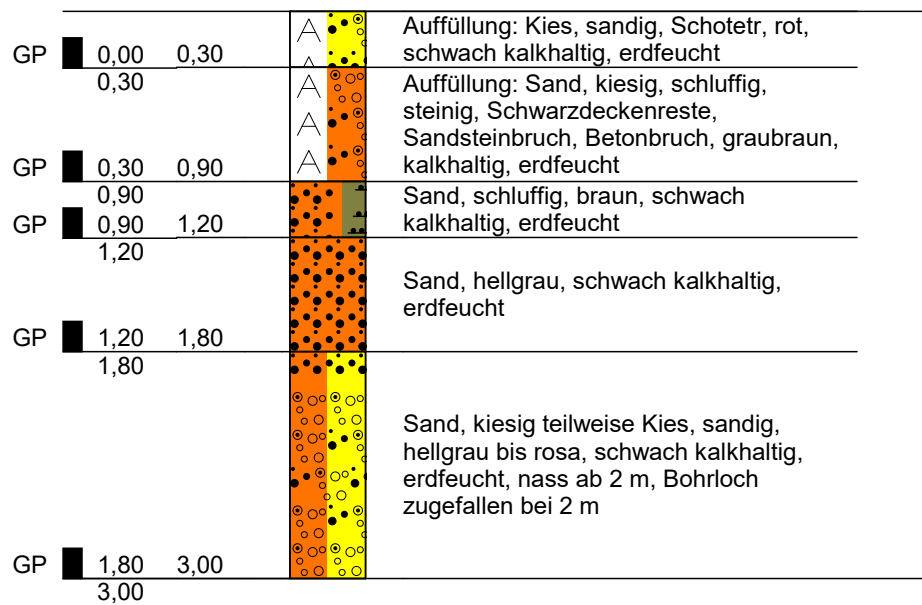 Auffüllung: Kies, sandig, Schotetr, rot,
GP 0,00 0,30 schwach kalkhaltig, erdfeucht
0,30 Auffüllung: Sand, kiesig, schluffig,
steinig, Schwarzdeckenreste,
Sandsteinbruch, Betonbruch, graubraun,
GP 0,30 0,90 kalkhaltig, erdfeucht
0,90 Sand, schluffig, braun, schwach
GP 0,90 1,20 kalkhaltig, erdfeucht
1,20
Sand, hellgrau, schwach kalkhaltig,
erdfeucht
GP 1,20 1,80
1,80
Sand, kiesig teilweise Kies, sandig,
hellgrau bis rosa, schwach kalkhaltig,
erdfeucht, nass ab 2 m, Bohrloch
zugefallen bei 2 m
GP 1,80 3,00
3,00